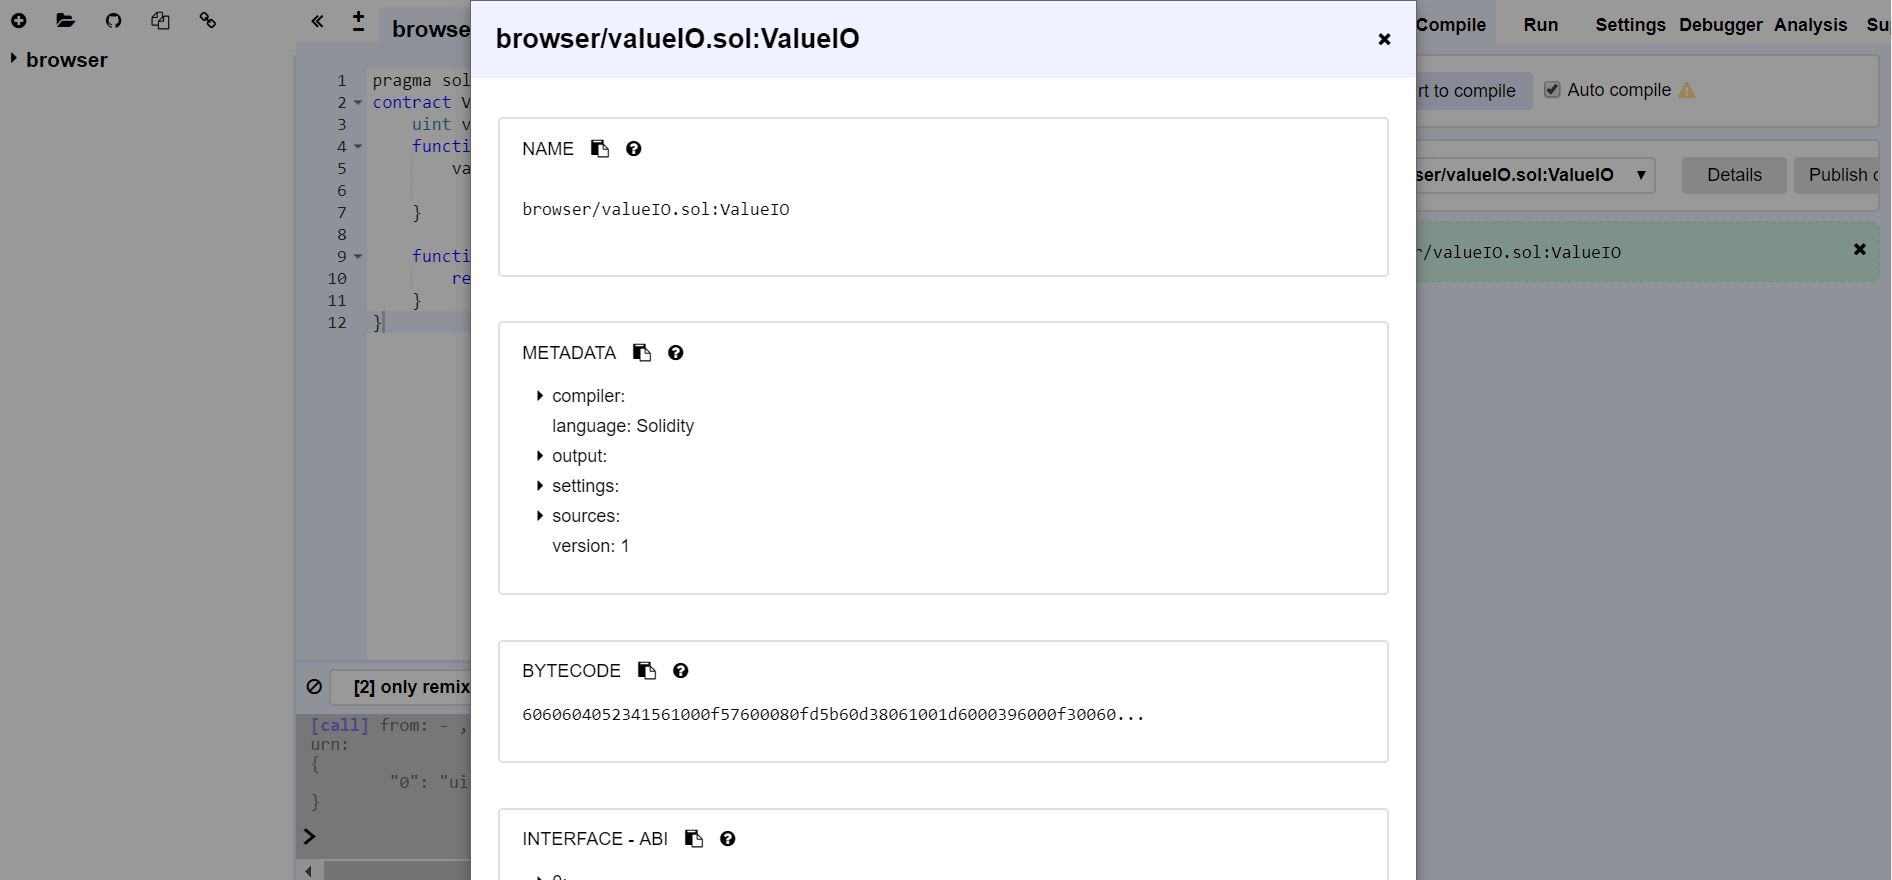 browser
browse
1 pragma sol
2 contract V
3 uint v
4 functi
5 va
6
7 }
8
9 functi
10 re
11 }
12 }
[2] only remix
[call] from: - ,
urn:
{
"0": "ui
}
>
browser/valueIO.sol:ValueIO
NAME
browser/valueIO.sol:ValueIO
METADATA
compiler:
language: Solidity
output:
settings:
sources:
version: 1
BYTECODE
6060604052341561000f57600080fd5b60d38061001d6000396000f30060...
INTERFACE - ABI
0:
Compile Run Settings Debugger Analysis Su
rt to compile Auto compile
ser/valueIO.sol:ValueIO Details Publish o
r/valueIO.sol:ValueIO